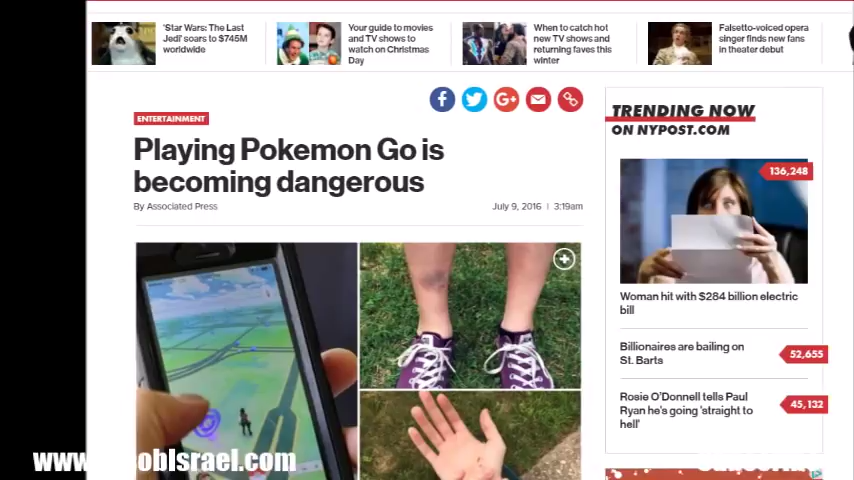 'Star Wars: The Last
Jedi' soars to $745M
worldwide
Your guide to movies
and TV shows to
watch on Christmas
Day
When to catch hot
new TV shows and
returning faves this
winter
Falsetto-voiced opera
singer finds new fans
in theater debut
ENTERTAINMENT
Playing Pokemon Go is
becoming dangerous
By Associated Press
July 9, 2016 | 3:19am
TRENDING NOW
ON NYPOST.COM
136,248
Woman hit with $284 billion electric
bill
Billionaires are bailing on
St. Barts
52,655
Rosie O'Donnell tells Paul
Ryan he's going 'straight to
hell'
45,132